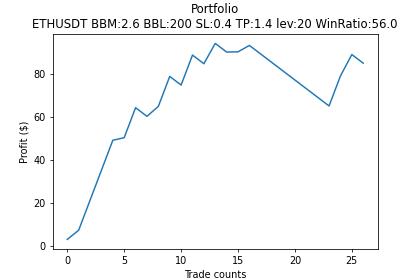 Portfolio
ETHUSDT BBM:2.6 BBL:200 SL:0.4 TP:1.4 lev:20 WinRatio:56.0
Profit ($)
80
60
40
20
0
0 5 10 15 20 25
Trade counts